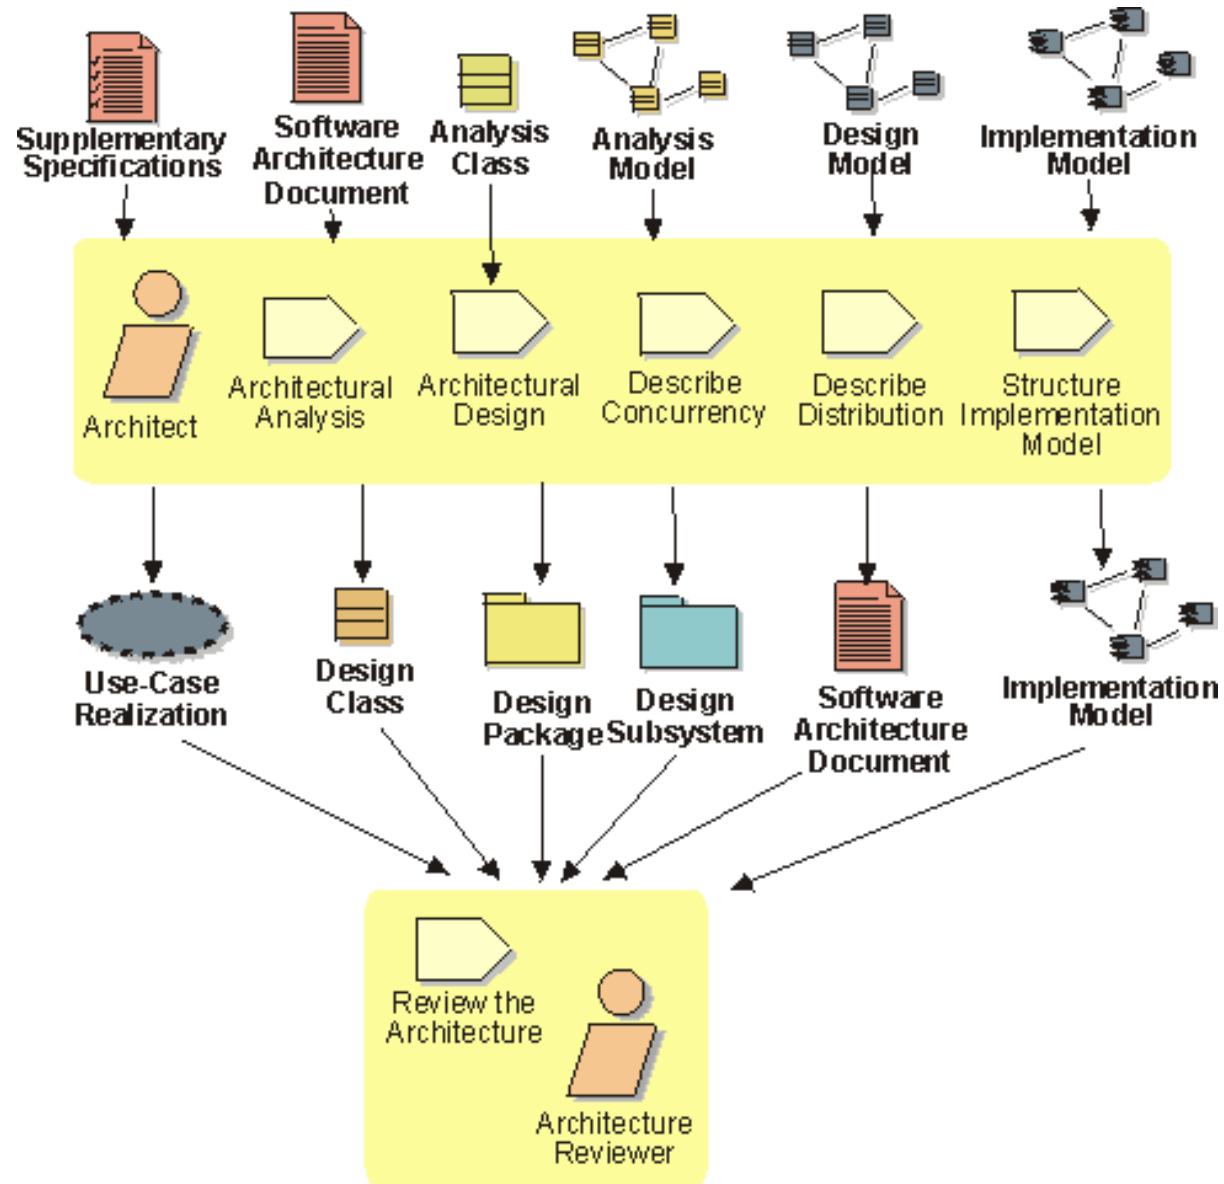 Supplementary
Specifications
Software
Architecture
Document
Analysis
Class
Analysis
Model
Design
Model
Implementation
Model
Architect
Architectural
Analysis
Architectural
Design
Describe
Concurrency
Describe
Distribution
Structure
Implementation
Model
Use-Case
Realization
Design
Class
Design
Package
Design
Subsystem
Software
Architecture
Document
Implementation
Model
Review the
Architecture
Architecture
Reviewer